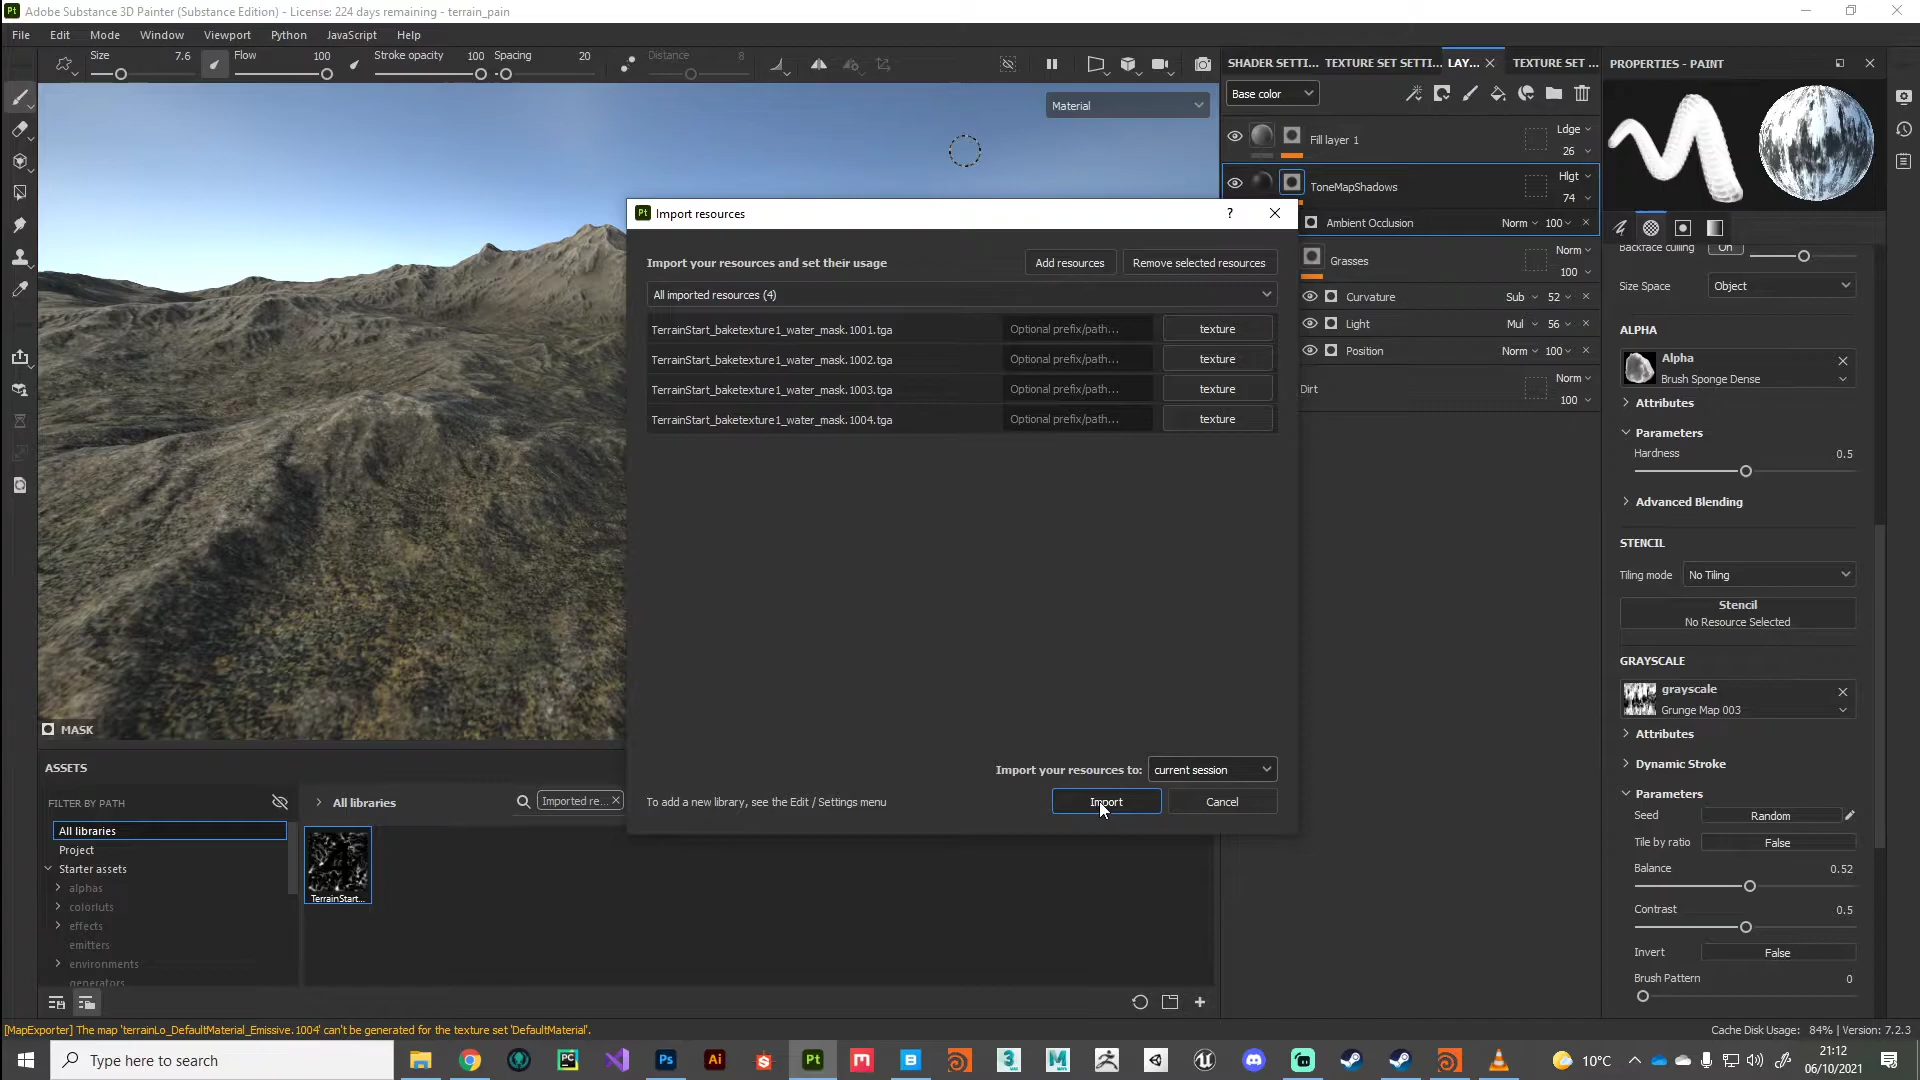 Adobe Substance 3D Painter (Substance Edition) - License: 224 days remaining - terrain_pain
File Edit Mode Window Viewport Python JavaScript Help
Size 7.6 Flow 100 Stroke opacity 100 Spacing 20 Distance 8
SHADER SETTI... TEXTURE SET SETTI... LAY... TEXTURE SET ...
PROPERTIES - PAINT
Base color
Material
Fill layer 1
Ldge
26
ToneMapShadows
Hlgt
74
Ambient Occlusion Norm 100
Grasses
Norm
100
Curvature Sub 52
Light Mul 56
Position Norm 100
Dirt
Norm
100
Import resources
Import your resources and set their usage
Add resources
Remove selected resources
All imported resources (4)
TerrainStart_baketexture1_water_mask.1001.tga Optional prefix/path... texture
TerrainStart_baketexture1_water_mask.1002.tga Optional prefix/path... texture
TerrainStart_baketexture1_water_mask.1003.tga Optional prefix/path... texture
TerrainStart_baketexture1_water_mask.1004.tga Optional prefix/path... texture
Import your resources to: current session
To add a new library, see the Edit / Settings menu
Import
Cancel
Backface culling On
Size Space Object
ALPHA
Alpha
Brush Sponge Dense
Attributes
Parameters
Hardness 0.5
Advanced Blending
STENCIL
Tiling mode No Tiling
Stencil
No Resource Selected
GRAYSCALE
grayscale
Grunge Map 003
Attributes
Dynamic Stroke
Parameters
Seed Random
Tile by ratio False
Balance 0.52
Contrast 0.5
Invert False
Brush Pattern 0
MASK
ASSETS
FILTER BY PATH
All libraries
Imported re...
All libraries
Project
Starter assets
alphas
colorluts
effects
emitters
environments
generators
TerrainStart...
[MapExporter] The map 'terrainLo_DefaultMaterial_Emissive.1004' can't be generated for the texture set 'DefaultMaterial'.
Cache Disk Usage: 84% | Version: 7.2.3
Type here to search
10°C
21:12
06/10/2021